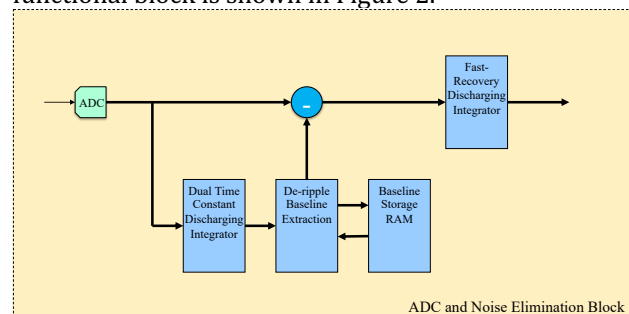 functional block is shown in Figure 2.
Fast-
Recovery
Discharging
Integrator
ADC
-
Dual Time
Constant
Discharging
Integrator
De-ripple
Baseline
Extraction
Baseline
Storage
RAM
ADC and Noise Elimination Block